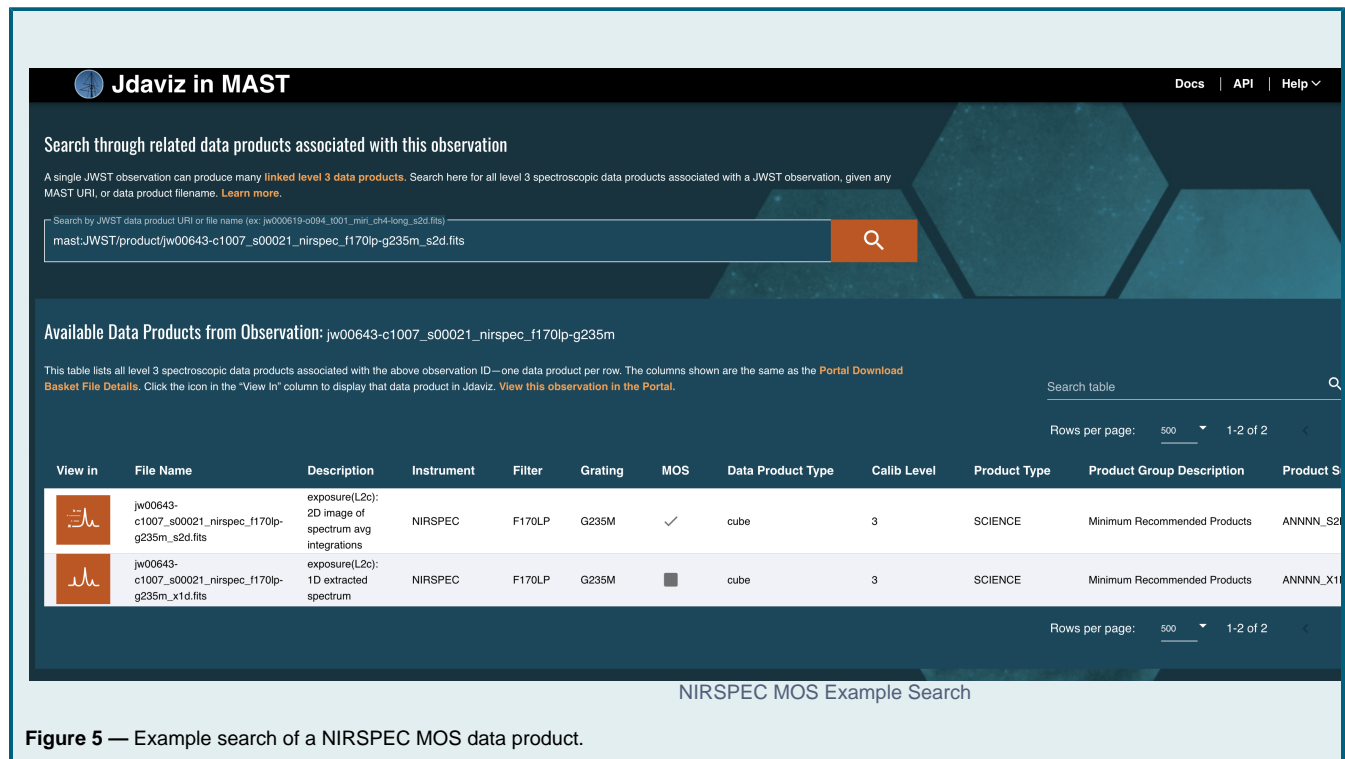 Jdaviz in MAST
Docs | API | Help
Search through related data products associated with this observation
A single JWST observation can produce many linked level 3 data products. Search here for all level 3 spectroscopic data products associated with a JWST observation, given any
MAST URI, or data product filename. Learn more.
Search by JWST data product URI or file name (ex: jw000619-o094_t001_miri_ch4-long_s2d.fits)
mast:JWST/product/jw00643-c1007_s00021_nirspec_f170lp-g235m_s2d.fits
Available Data Products from Observation: jw00643-c1007_s00021_nirspec_f170lp-g235m
This table lists all level 3 spectroscopic data products associated with the above observation ID—one data product per row. The columns shown are the same as the Portal Download
Basket File Details. Click the icon in the “View In” column to display that data product in Jdaviz. View this observation in the Portal.
Search table
Rows per page: 500 1-2 of 2
View in File Name Description Instrument Filter Grating MOS Data Product Type Calib Level Product Type Product Group Description Product S
jw00643-
c1007_s00021_nirspec_f170lp-
g235m_s2d.fits
exposure(L2c):
2D image of
spectrum avg
integrations
NIRSPEC F170LP G235M cube 3 SCIENCE Minimum Recommended Products ANNNN_S2
jw00643-
c1007_s00021_nirspec_f170lp-
g235m_x1d.fits
exposure(L2c):
1D extracted
spectrum
NIRSPEC F170LP G235M cube 3 SCIENCE Minimum Recommended Products ANNNN_X1
Rows per page: 500 1-2 of 2
NIRSPEC MOS Example Search
Figure 5 — Example search of a NIRSPEC MOS data product.